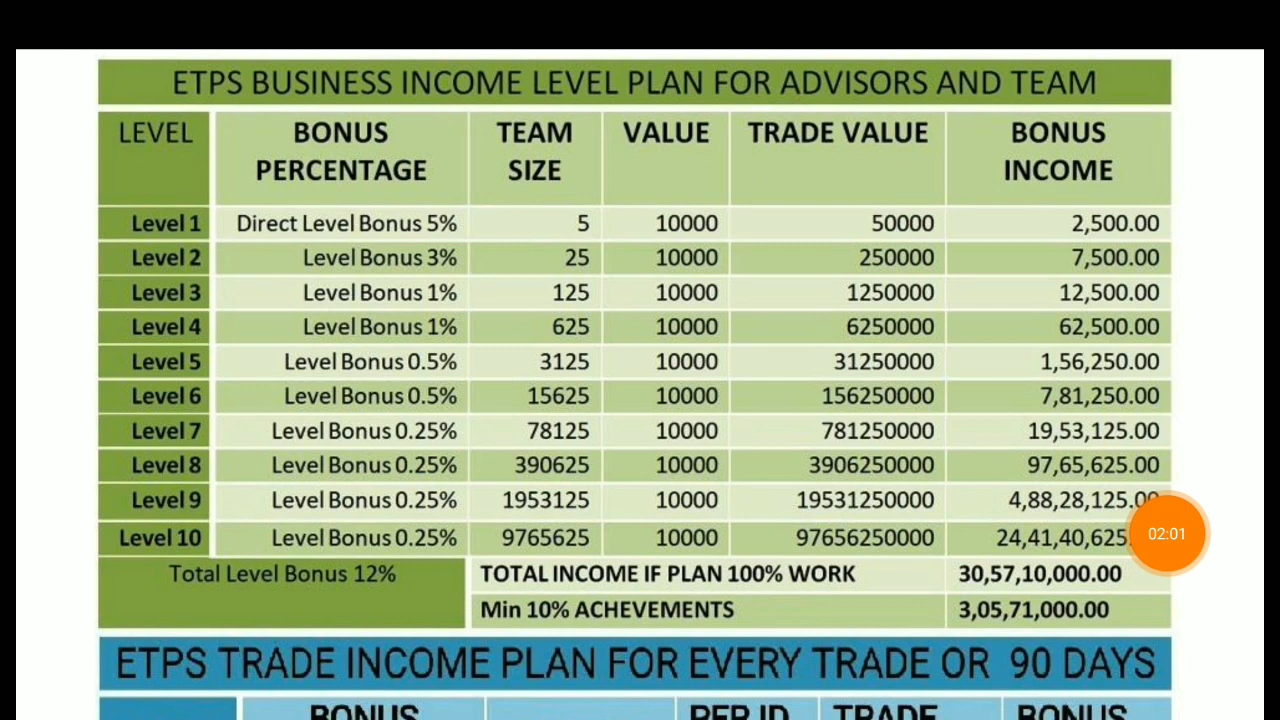 ETPS BUSINESS INCOME LEVEL PLAN FOR ADVISORS AND TEAM
LEVEL BONUS PERCENTAGE TEAM SIZE VALUE TRADE VALUE BONUS INCOME
Level 1 Direct Level Bonus 5% 5 10000 50000 2,500.00
Level 2 Level Bonus 3% 25 10000 250000 7,500.00
Level 3 Level Bonus 1% 125 10000 1250000 12,500.00
Level 4 Level Bonus 1% 625 10000 6250000 62,500.00
Level 5 Level Bonus 0.5% 3125 10000 31250000 1,56,250.00
Level 6 Level Bonus 0.5% 15625 10000 156250000 7,81,250.00
Level 7 Level Bonus 0.25% 78125 10000 781250000 19,53,125.00
Level 8 Level Bonus 0.25% 390625 10000 3906250000 97,65,625.00
Level 9 Level Bonus 0.25% 1953125 10000 19531250000 4,88,28,125.00
Level 10 Level Bonus 0.25% 9765625 10000 97656250000 24,41,40,625
02:01
Total Level Bonus 12% TOTAL INCOME IF PLAN 100% WORK 30,57,10,000.00
Min 10% ACHEVEMENTS 3,05,71,000.00
ETPS TRADE INCOME PLAN FOR EVERY TRADE OR 90 DAYS
BONUS PER ID TRADE BONUS